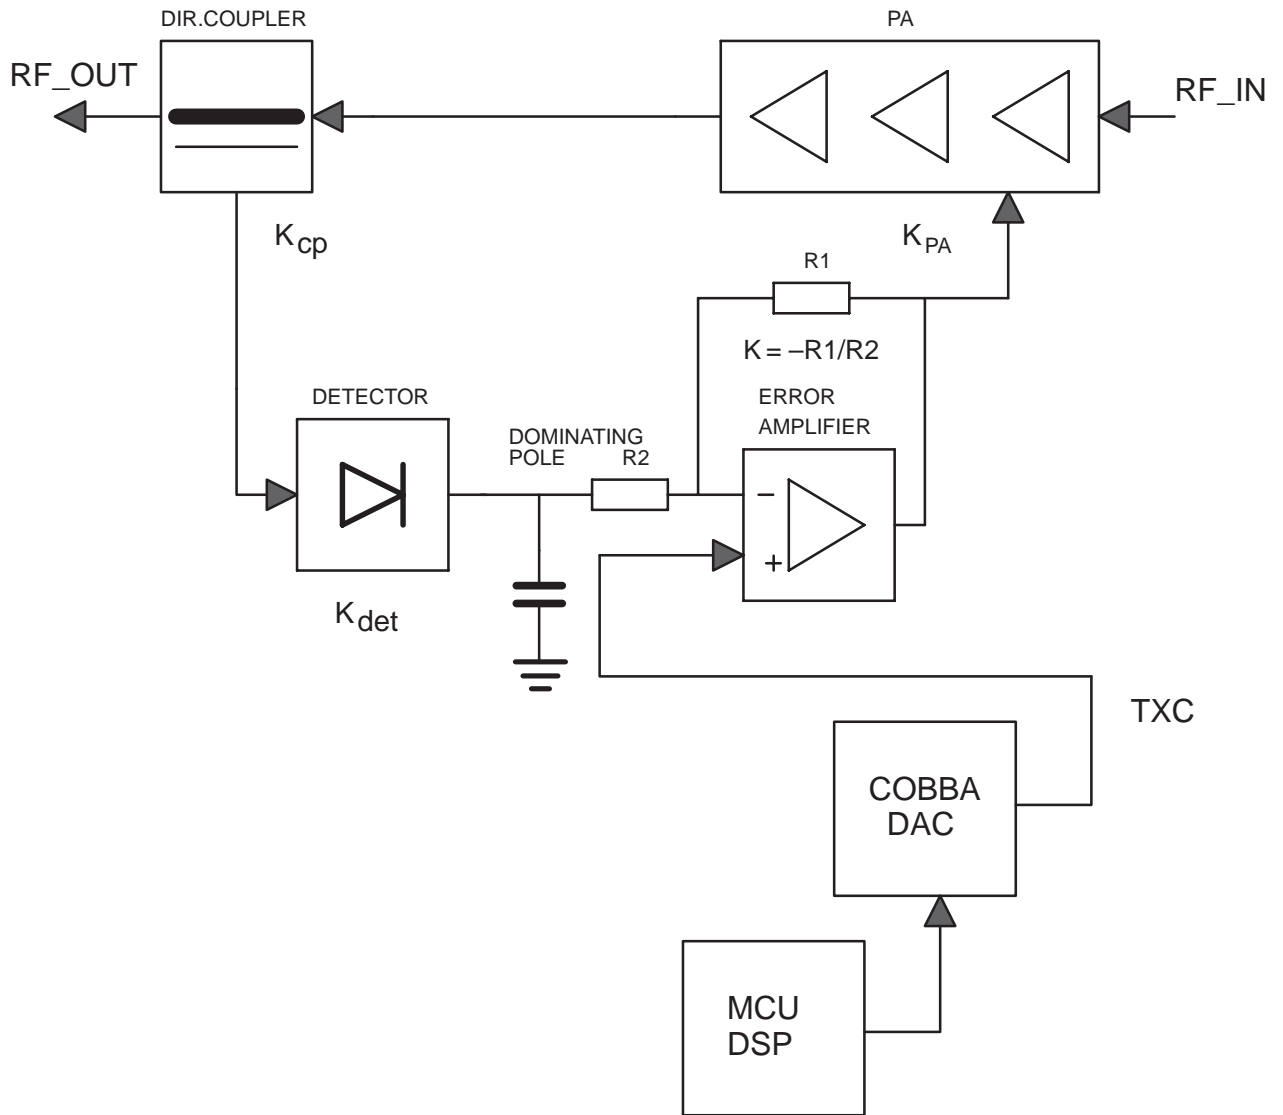 DIR.COUPLER
PA
RF_OUT
RF_IN
Kcp
KPA
R1
K = –R1/R2
DETECTOR
ERROR
AMPLIFIER
DOMINATING
POLE
R2
–
+
Kdet
TXC
COBBA
DAC
MCU
DSP